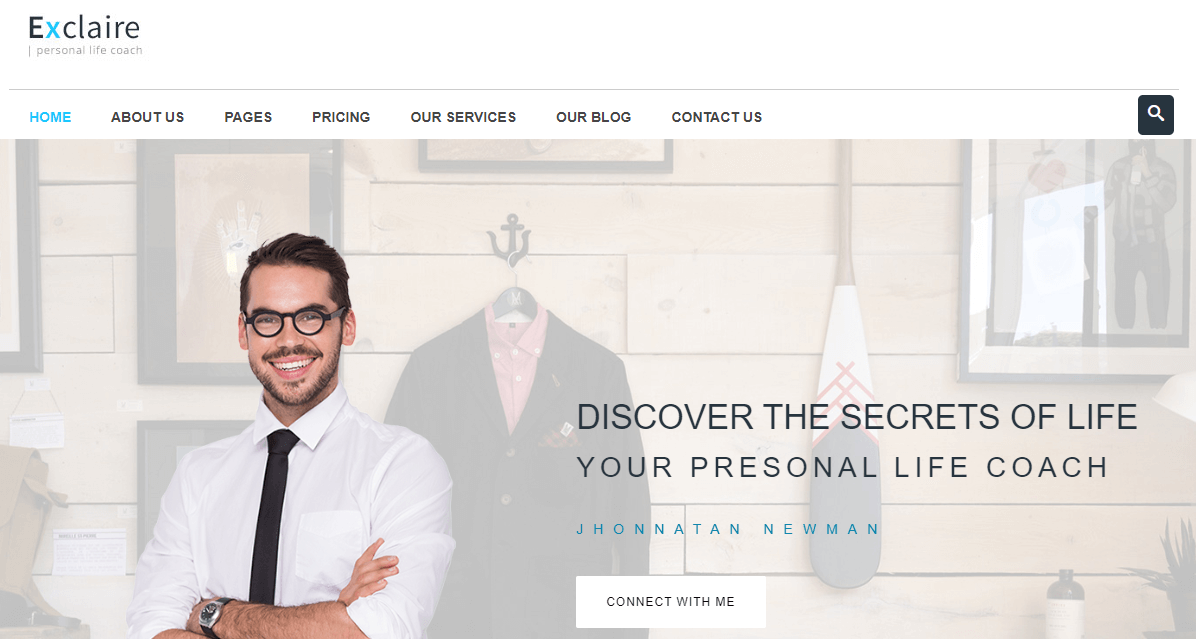 Exclaire
| personal life coach
HOME ABOUT US PAGES PRICING OUR SERVICES OUR BLOG CONTACT US
DISCOVER THE SECRETS OF LIFE
YOUR PRESONAL LIFE COACH
JHONNATAN NEWMAN
CONNECT WITH ME